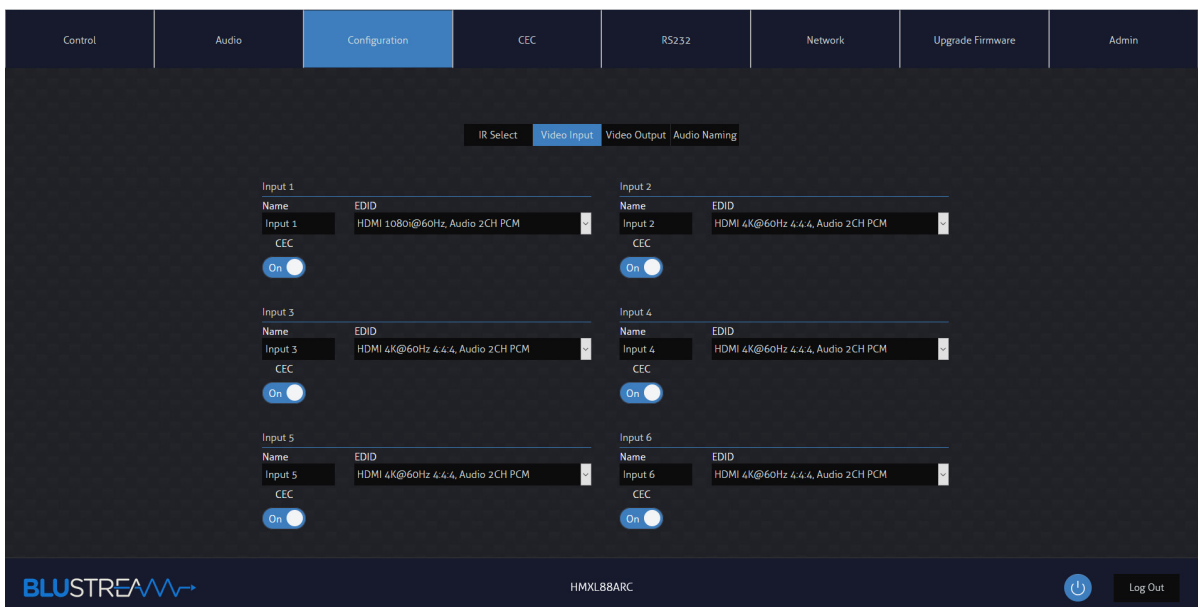 Control Audio Configuration CEC RS232 Network Upgrade Firmware Admin
IR Select Video Input Video Output Audio Naming
Input 1 Input 2
Name EDID Name EDID
Input 1 HDMI 1080i@60Hz, Audio 2CH PCM Input 2 HDMI 4K@60Hz 4:4:4, Audio 2CH PCM
CEC CEC
On On
Input 3 Input 4
Name EDID Name EDID
Input 3 HDMI 4K@60Hz 4:4:4, Audio 2CH PCM Input 4 HDMI 4K@60Hz 4:4:4, Audio 2CH PCM
CEC CEC
On On
Input 5 Input 6
Name EDID Name EDID
Input 5 HDMI 4K@60Hz 4:4:4, Audio 2CH PCM Input 6 HDMI 4K@60Hz 4:4:4, Audio 2CH PCM
CEC CEC
On On
BLUSTREAM HMXL88ARC Log Out